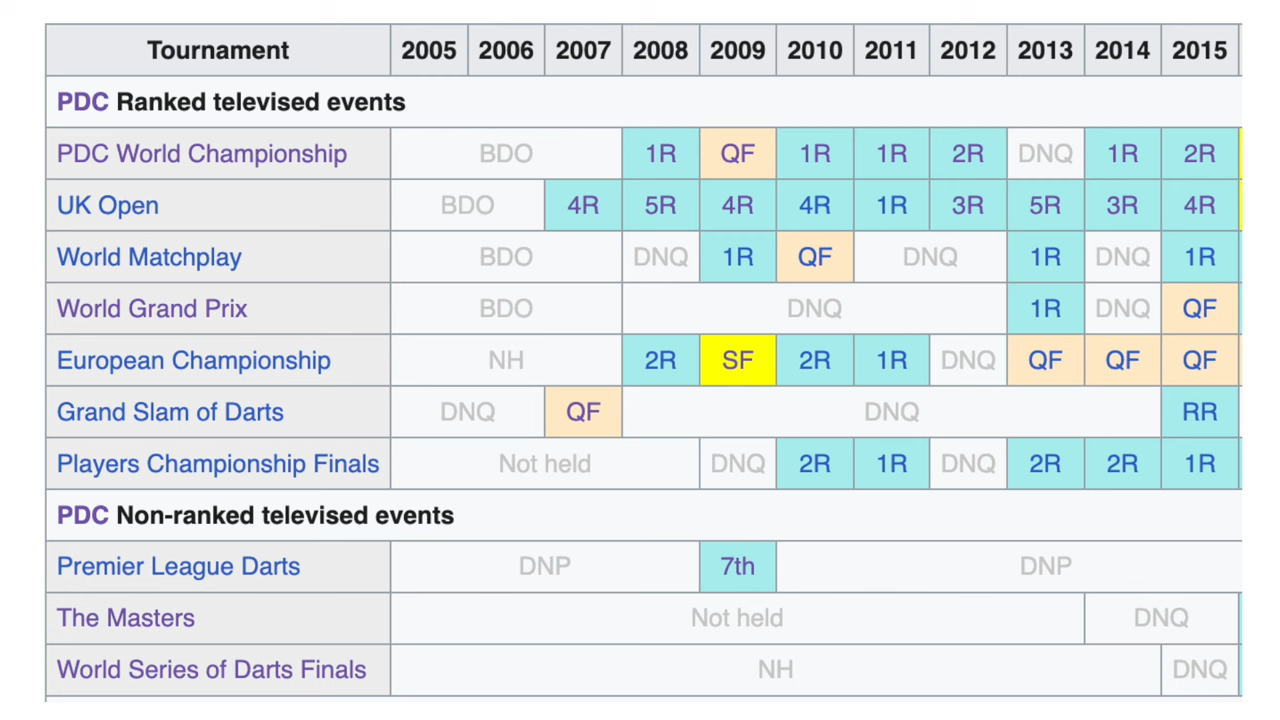 Tournament 2005 2006 2007 2008 2009 2010 2011 2012 2013 2014 2015
PDC Ranked televised events
PDC World Championship BDO 1R QF 1R 1R 2R DNQ 1R 2R
UK Open BDO 4R 5R 4R 4R 1R 3R 5R 3R 4R
World Matchplay BDO DNQ 1R QF DNQ 1R DNQ 1R
World Grand Prix BDO DNQ 1R DNQ QF
European Championship NH 2R SF 2R 1R DNQ QF QF QF
Grand Slam of Darts DNQ QF DNQ RR
Players Championship Finals Not held DNQ 2R 1R DNQ 2R 2R 1R
PDC Non-ranked televised events
Premier League Darts DNP 7th DNP
The Masters Not held DNQ
World Series of Darts Finals NH DNQ